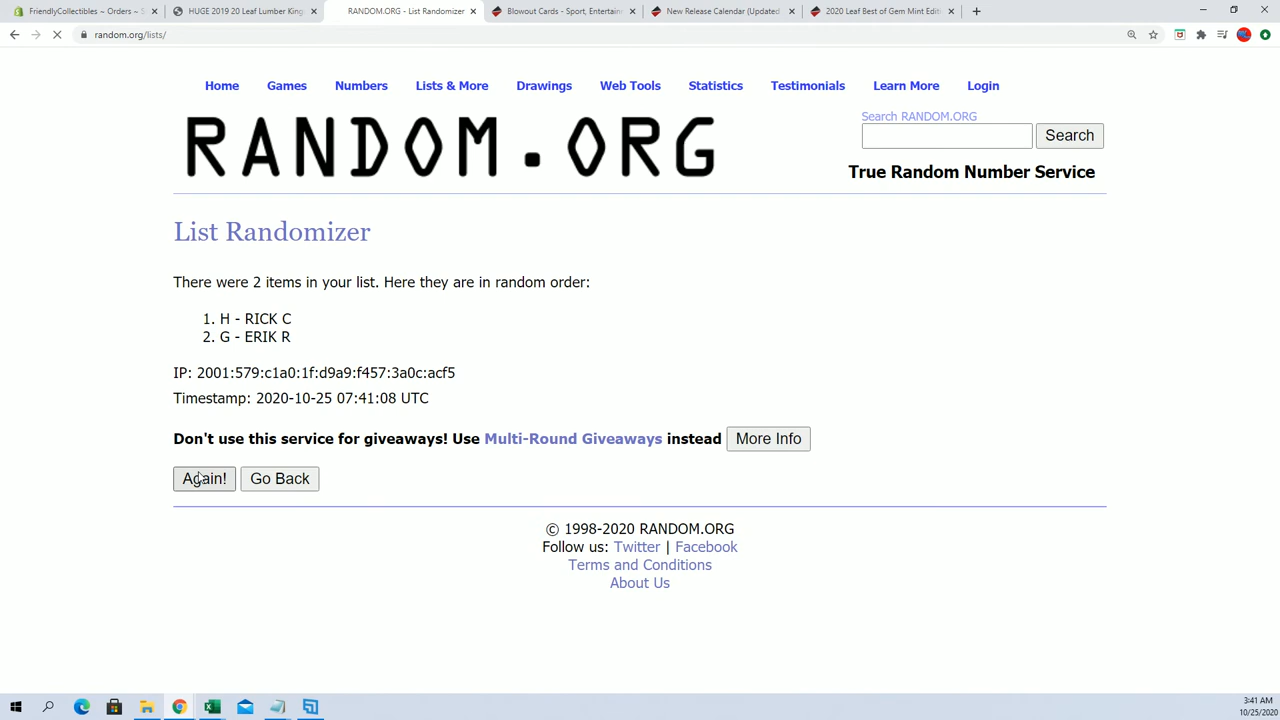 FriendlyCollectibles ~ Orders ~ S
HUGE 2019 20 Leaf Lumber King
RANDOM.ORG - List Randomizer
Blowout Cards - Sport, Entertain
New Release Calendar (Updated
2020 Leaf Best of Gem Mint Edit
random.org/lists/
Home Games Numbers Lists & More Drawings Web Tools Statistics Testimonials Learn More Login
RANDOM.ORG
Search RANDOM.ORG
Search
True Random Number Service
List Randomizer
There were 2 items in your list. Here they are in random order:
1. H - RICK C
2. G - ERIK R
IP: 2001:579:c1a0:1f:d9a9:f457:3a0c:acf5
Timestamp: 2020-10-25 07:41:08 UTC
Don't use this service for giveaways! Use Multi-Round Giveaways instead More Info
Again! Go Back
© 1998-2020 RANDOM.ORG
Follow us: Twitter | Facebook
Terms and Conditions
About Us
3:41 AM
10/25/2020